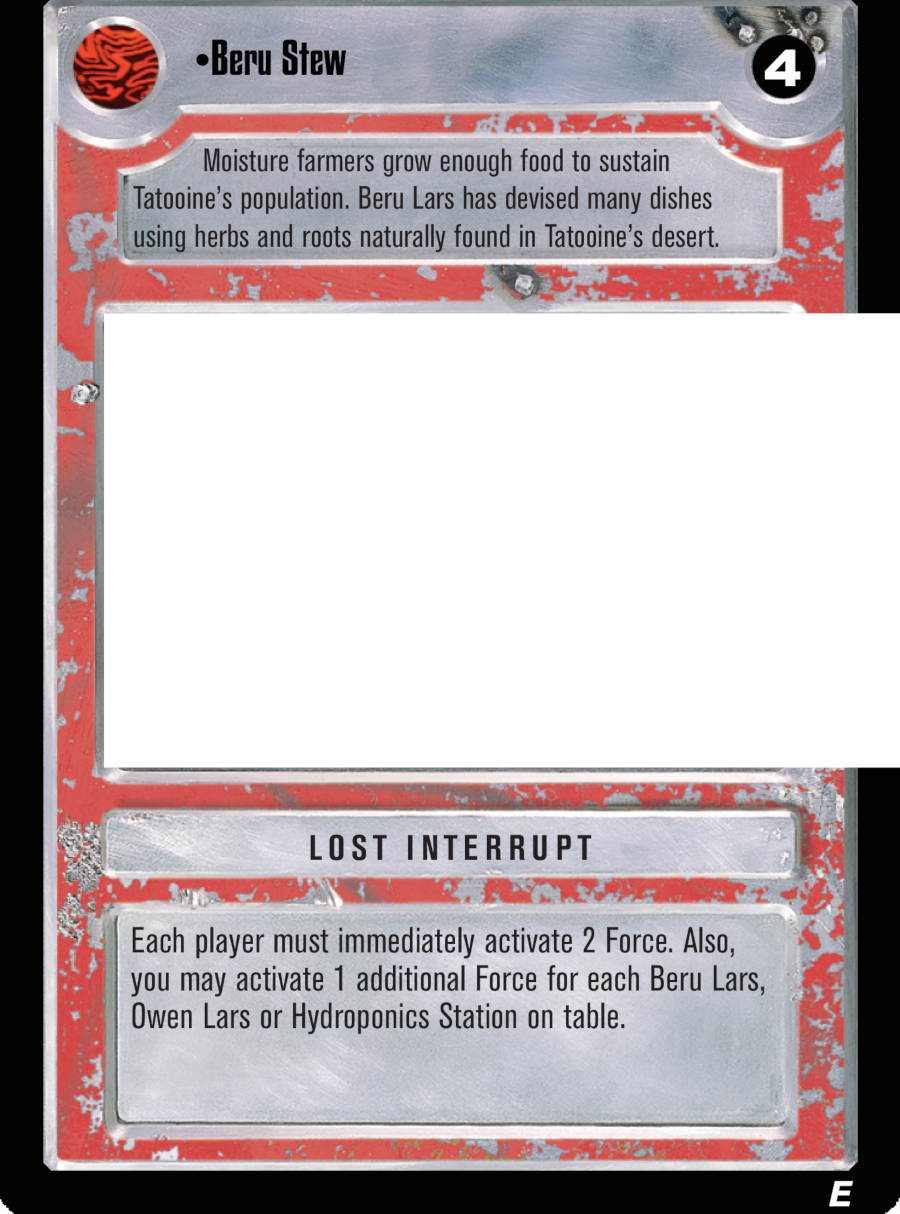 •Beru Stew
4
Moisture farmers grow enough food to sustain
Tatooine's population. Beru Lars has devised many dishes
using herbs and roots naturally found in Tatooine's desert.
LOST INTERRUPT
Each player must immediately activate 2 Force. Also,
you may activate 1 additional Force for each Beru Lars,
Owen Lars or Hydroponics Station on table.
E